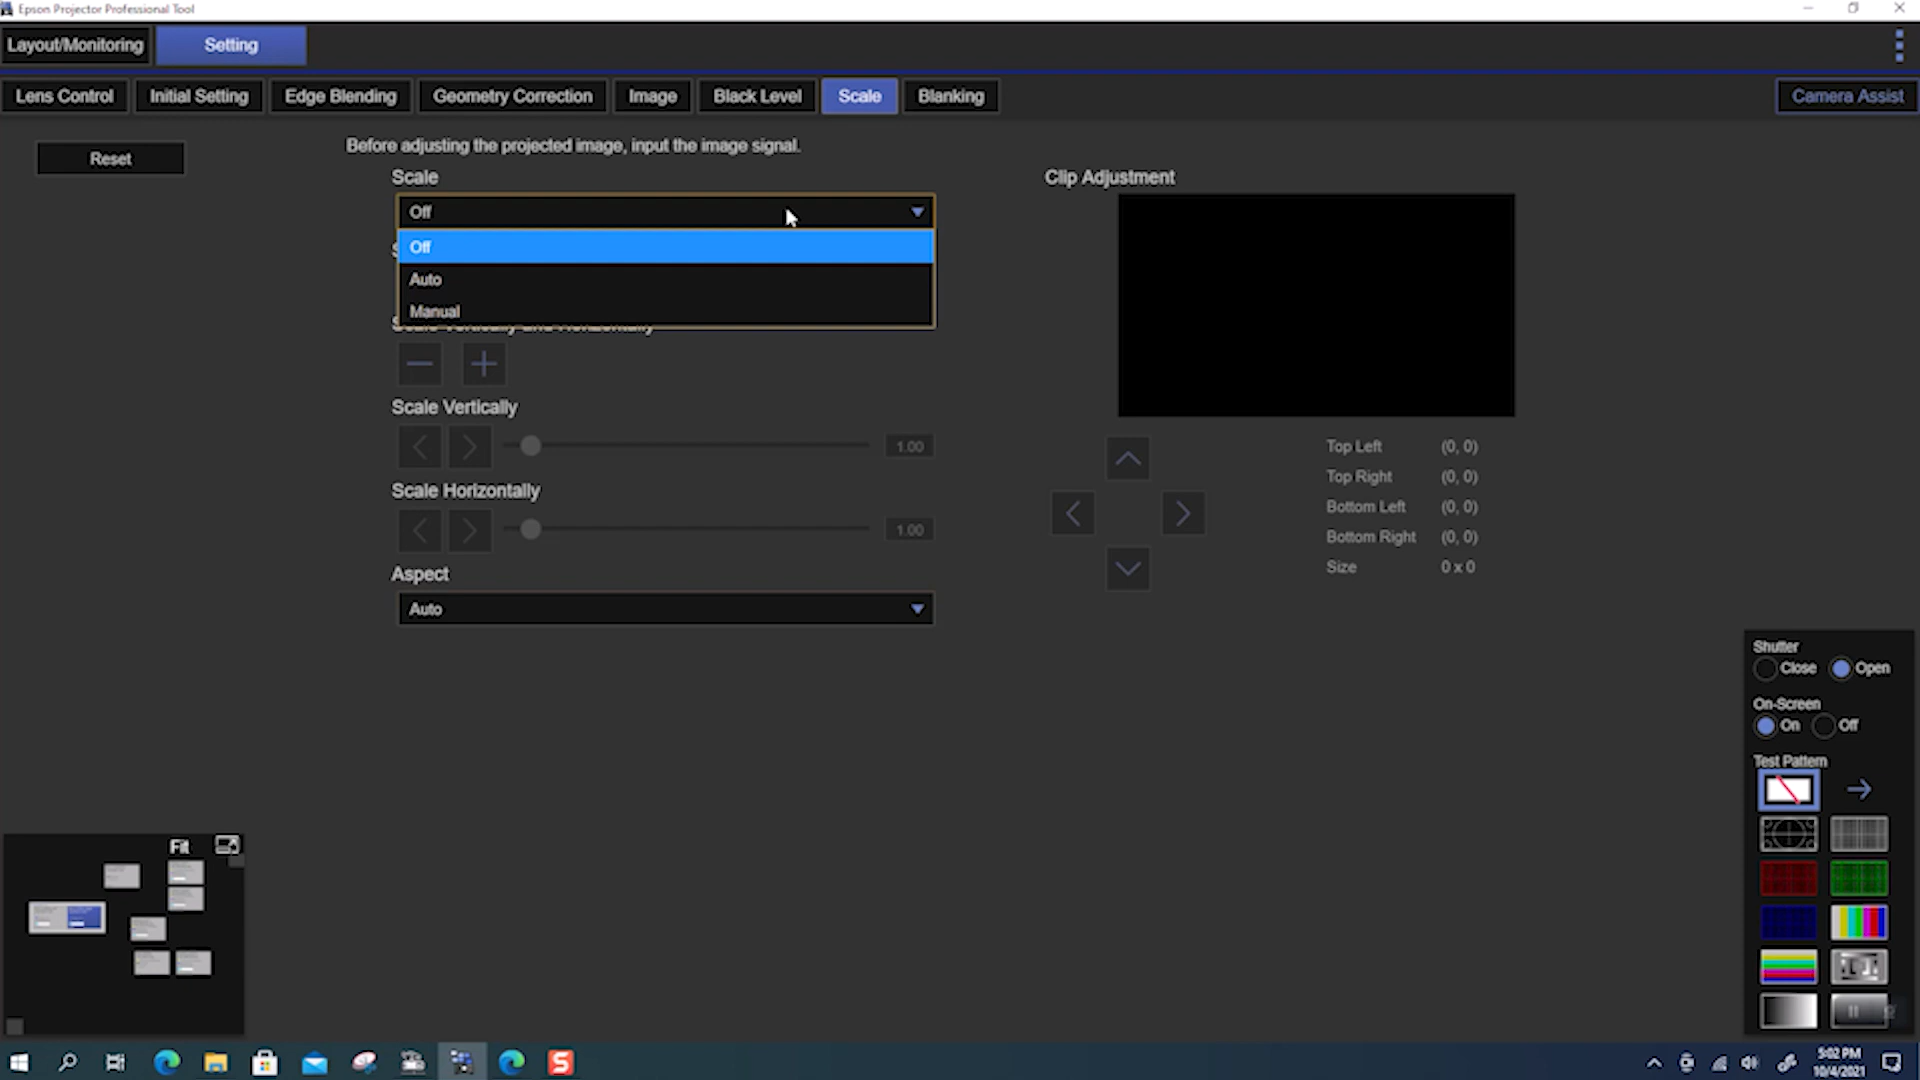 Epson Projector Professional Tool
Layout/Monitoring
Setting
Lens Control
Initial Setting
Edge Blending
Geometry Correction
Image
Black Level
Scale
Blanking
Camera Assist
Reset
Before adjusting the projected image, input the image signal.
Scale
Off
Off
Auto
Manual
Scale Vertically
1.00
Scale Horizontally
1.00
Aspect
Auto
Clip Adjustment
Top Left (0, 0)
Top Right (0, 0)
Bottom Left (0, 0)
Bottom Right (0, 0)
Size 0 x 0
Shutter
Close Open
On-Screen
On Off
Test Pattern
Fit
5:02 PM
10/4/2021